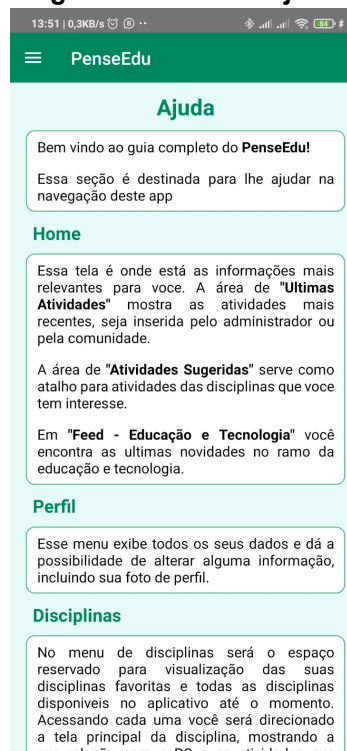 13:51 | 0,3KB/s
84
PenseEdu
Ajuda
Bem vindo ao guia completo do PenseEdu!
Essa seção é destinada para lhe ajudar na
navegação deste app
Home
Essa tela é onde está as informações mais
relevantes para voce. A área de "Ultimas
Atividades" mostra as atividades mais
recentes, seja inserida pelo administrador ou
pela comunidade.
A área de "Atividades Sugeridas" serve como
atalho para atividades das disciplinas que voce
tem interesse.
Em "Feed - Educação e Tecnologia" você
encontra as ultimas novidades no ramo da
educação e tecnologia.
Perfil
Esse menu exibe todos os seus dados e dá a
possibilidade de alterar alguma informação,
incluindo sua foto de perfil.
Disciplinas
No menu de disciplinas será o espaço
reservado para visualização das suas
disciplinas favoritas e todas as disciplinas
disponiveis no aplicativo até o momento.
Acessando cada uma você será direcionado
a tela principal da disciplina, mostrando a